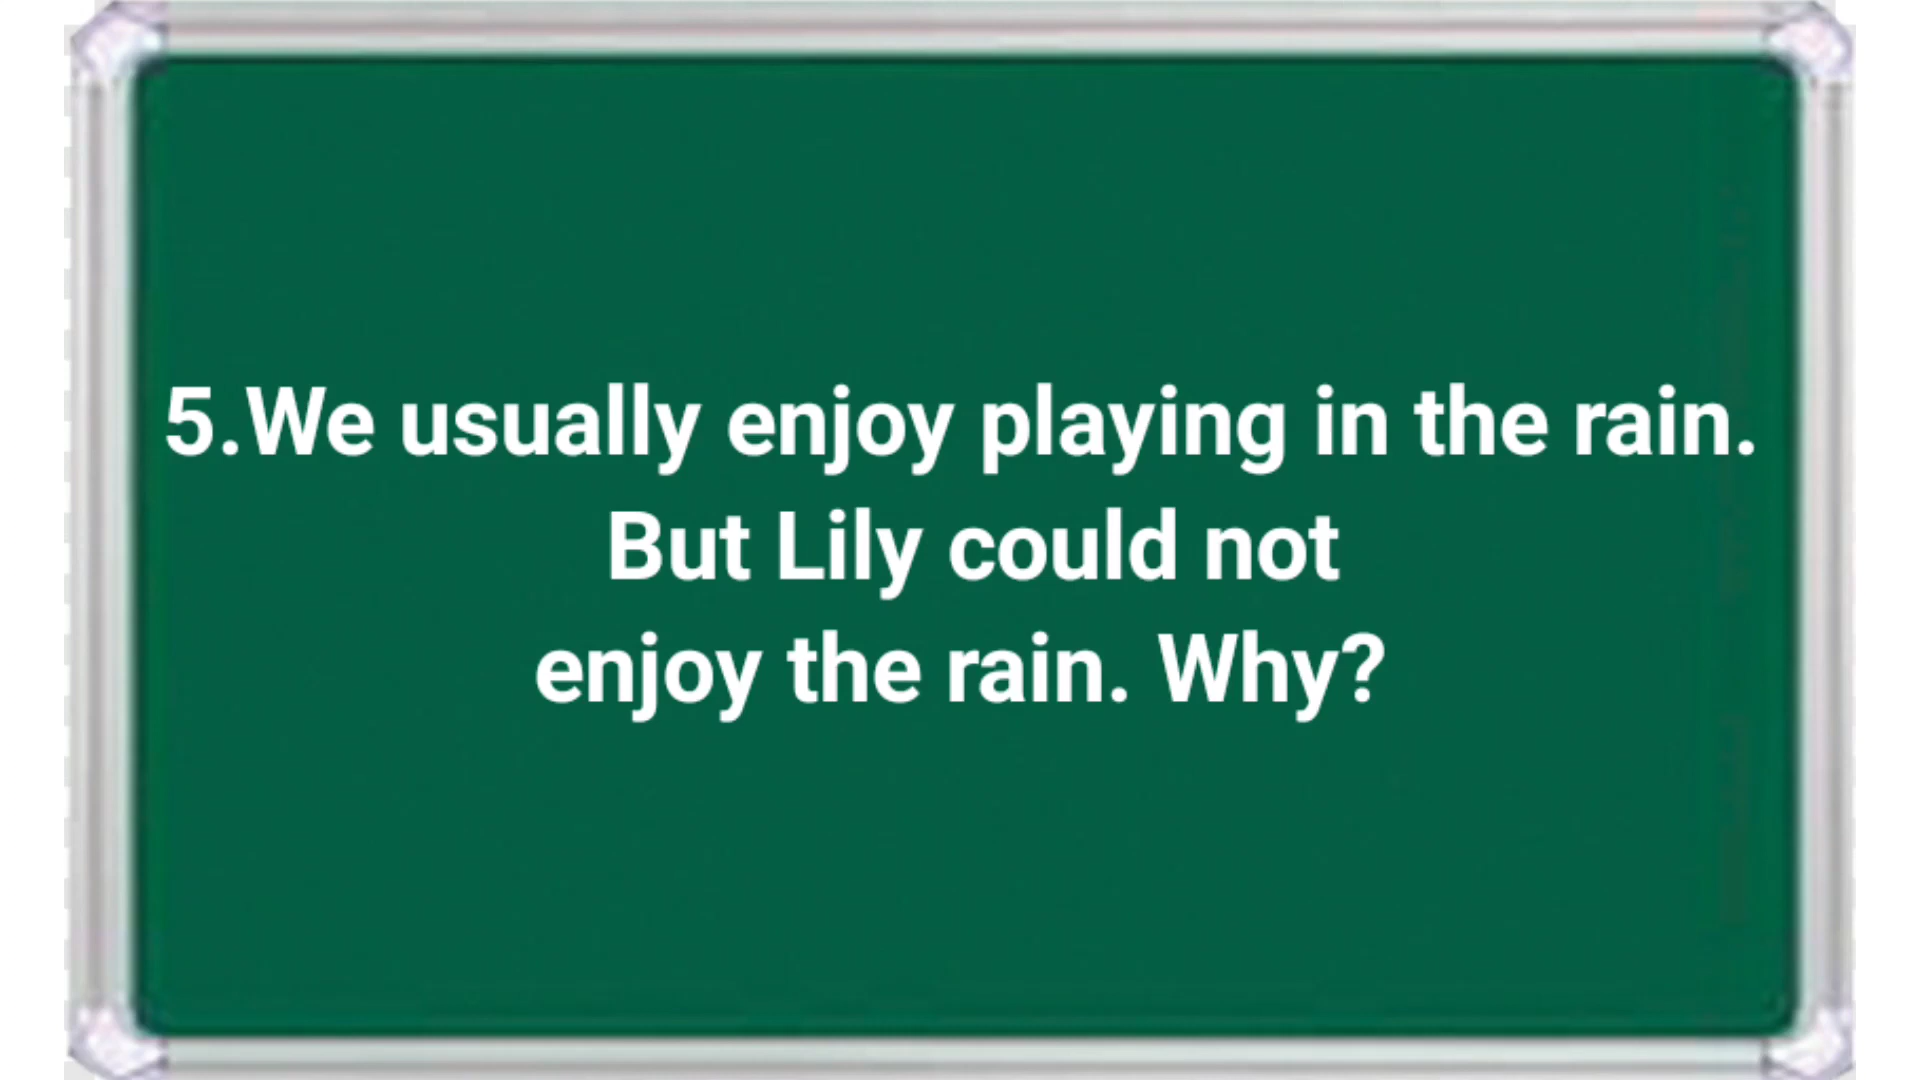 5.We usually enjoy playing in the rain.
But Lily could not
enjoy the rain. Why?